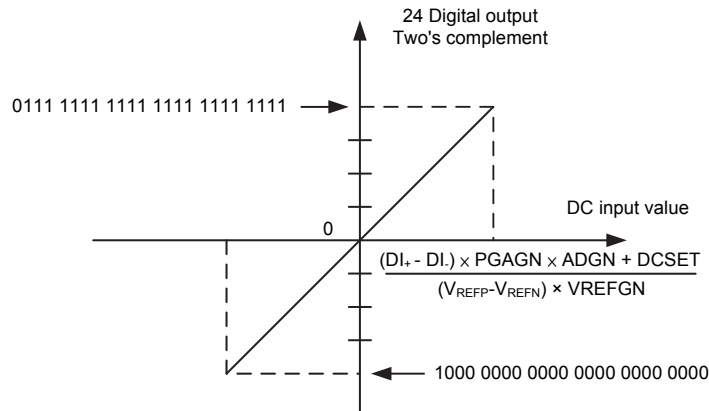 24 Digital output
Two's complement
0111 1111 1111 1111 1111 1111
DC input value
0
(DI+ - DI-) × PGAGN × ADGN + DCSET
(VREFP-VREFN) × VREFGN
1000 0000 0000 0000 0000 0000